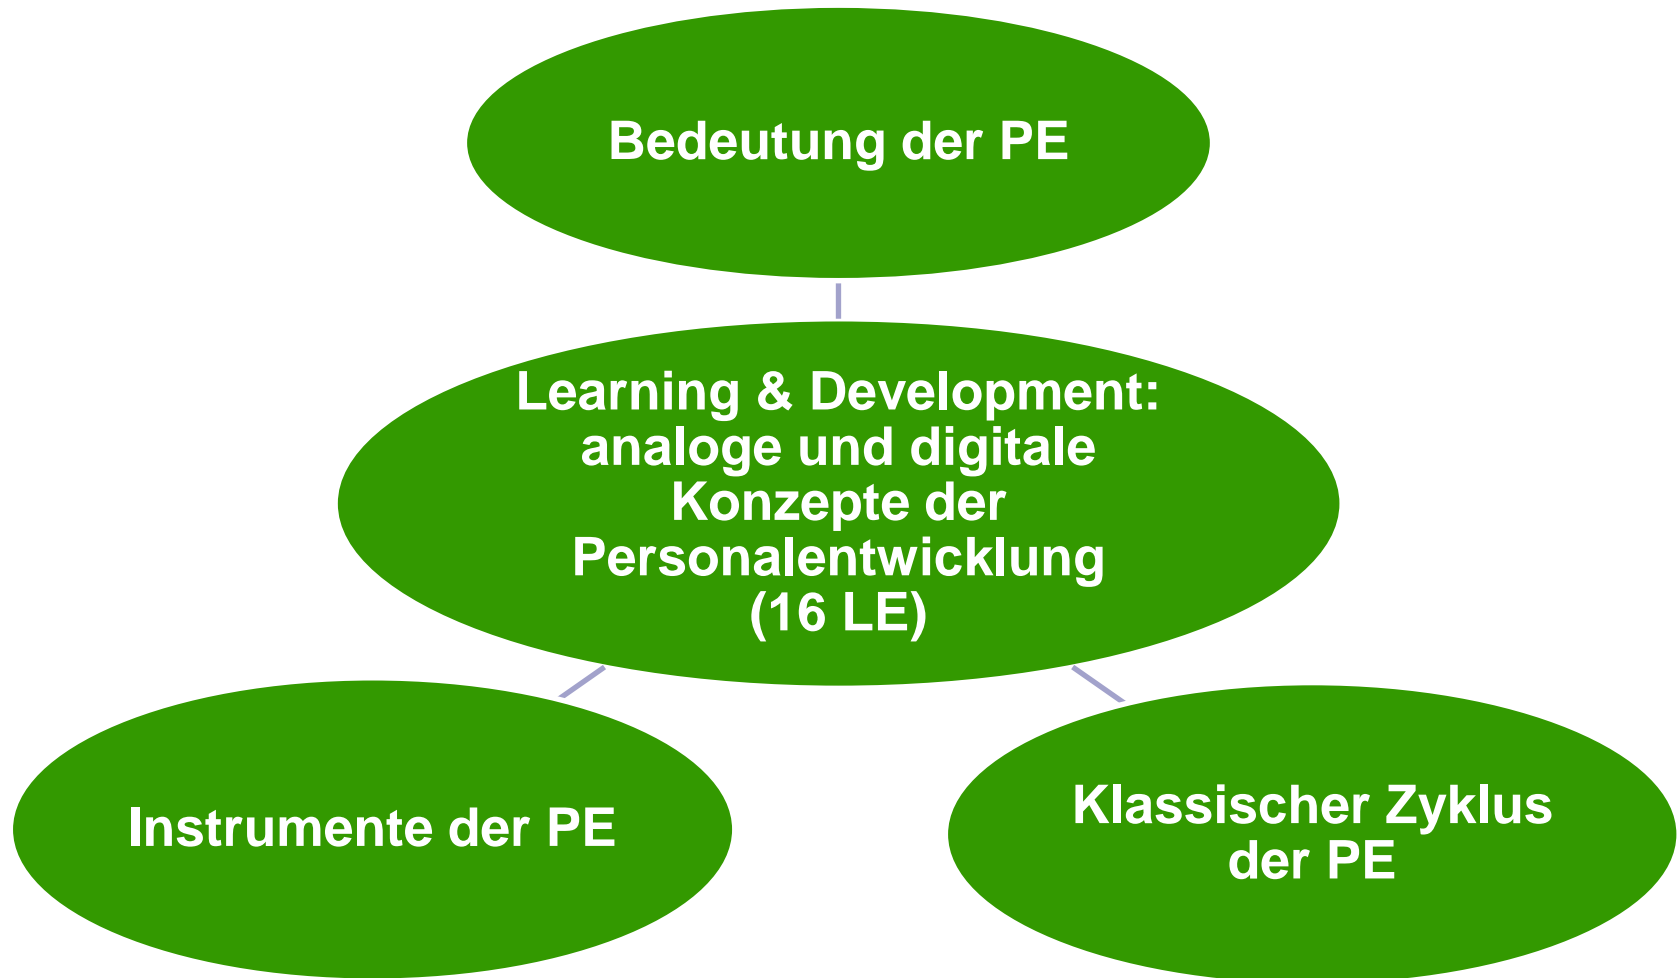 Bedeutung der PE
Learning & Development:
analoge und digitale
Konzepte der
Personalentwicklung
(16 LE)
Instrumente der PE
Klassischer Zyklus
der PE